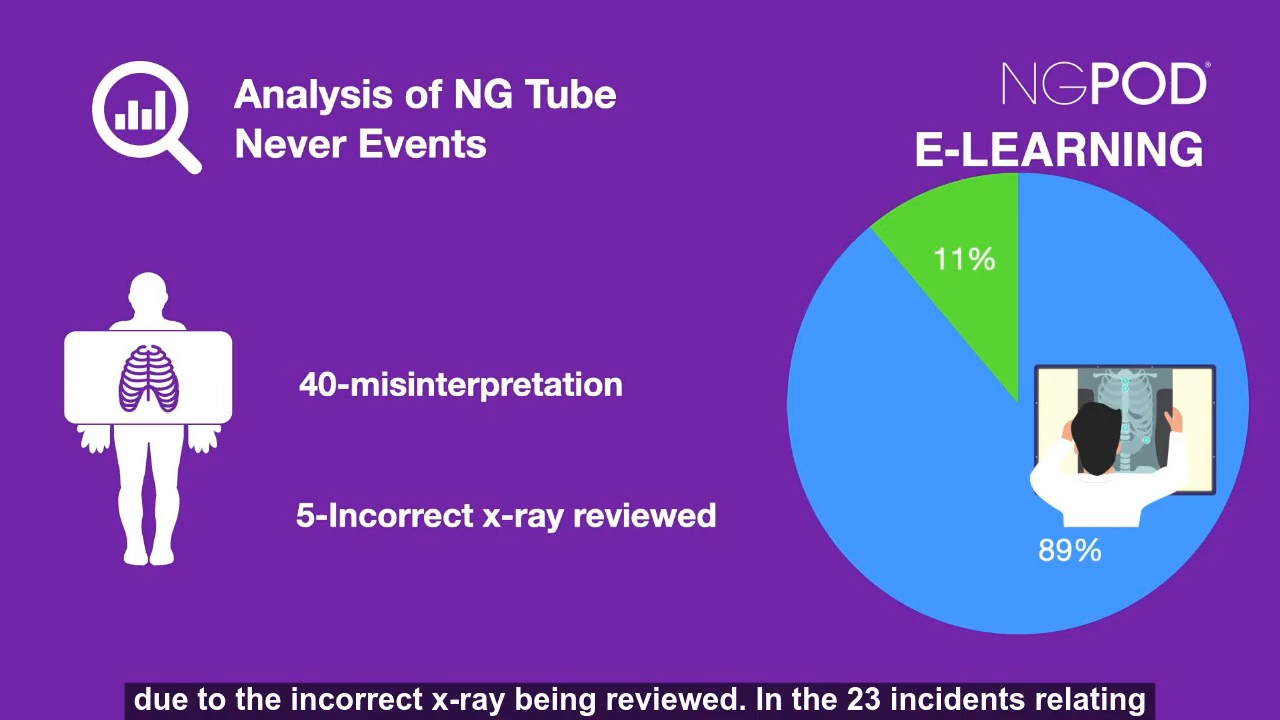 Analysis of NG Tube
Never Events
NGPOD®
E-LEARNING
11%
40-misinterpretation
5-Incorrect x-ray reviewed
89%
due to the incorrect x-ray being reviewed. In the 23 incidents relating